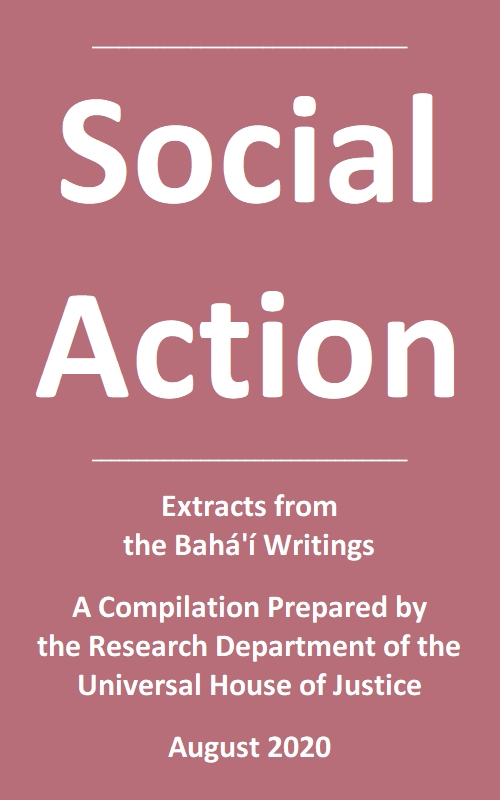 Social
Action
Extracts from
the Bahá'í Writings
A Compilation Prepared by
the Research Department of the
Universal House of Justice
August 2020